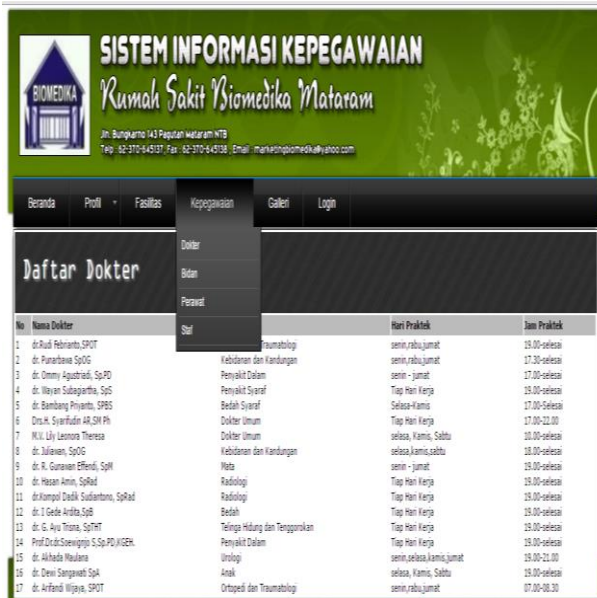 BIOMEDIKA
SISTEM INFORMASI KEPEGAWAIAN
Rumah Sakit Biomedika Mataram
Jln. Bungkarno 143 Pagutan Mataram NTB
Telp : 62-370-645137, Fax : 62-370-645138 , Email : marketingbiomedika@yahoo.com
Beranda Profil Fasilitas Kepegawaian Galleri Login
Dokter
Bidan
Perawat
Staf
Daftar Dokter
No Nama Dokter Hari Praktek Jam Praktek
1 dr.Rudi Febrianto,SPOT Traumatologi senin,rabu,jumat 19.00-selesai
2 dr. Punarbawa SpOG Kebidanan dan Kandungan senin,rabu,jumat 17.30-selesai
3 dr. Ommy Agustriadi, Sp.PD Penyakit Dalam senin - jumat 17.00-selesai
4 dr. Wayan Subagiartha, SpS Penyakit Syaraf Tiap Hari Kerja 19.00-selesai
5 dr. Bambang Priyanto, SPBS Bedah Syaraf Selasa-Kamis 17.00-Selesai
6 Drs.H. Syarifudin AR,SM Ph Dokter Umum Tiap Hari Kerja 17.00-22.00
7 M.V. Lily Leonora Theresa Dokter Umum selasa, Kamis, Sabtu 10.00-selesai
8 dr. Juliawan, SpOG Kebidanan dan Kandungan selasa,kamis,sabtu 18.00-selesai
9 dr. R. Gunawan Effendi, SpM Mata senin - jumat 19.00-selesai
10 dr. Hasan Amin, SpRad Radiologi Tiap Hari Kerja 19.00-selesai
11 dr.Kompol Dadik Sudiantono, SpRad Radiologi Tiap Hari Kerja 19.00-selesai
12 dr. I Gede Ardita,SpB Bedah Tiap Hari Kerja 19.00-selesai
13 dr. G. Ayu Trisna, SpTHT Telinga Hidung dan Tenggorokan Tiap Hari Kerja 19.00-selesai
14 Prof.Dr.dr.Soewignjo S,Sp.PD,KGEH. Penyakit Dalam Tiap Hari Kerja 19.00-selesai
15 dr. Akhada Maulana Urologi senin,selasa,kamis,jumat 19.00-21.00
16 dr. Dewi Sangawati SpA Anak selasa, Kamis, Sabtu 19.00-selesai
17 dr. Arifandi Wijaya, SPOT Ortopedi dan Traumatologi senin,rabu,jumat 07.00-08.30